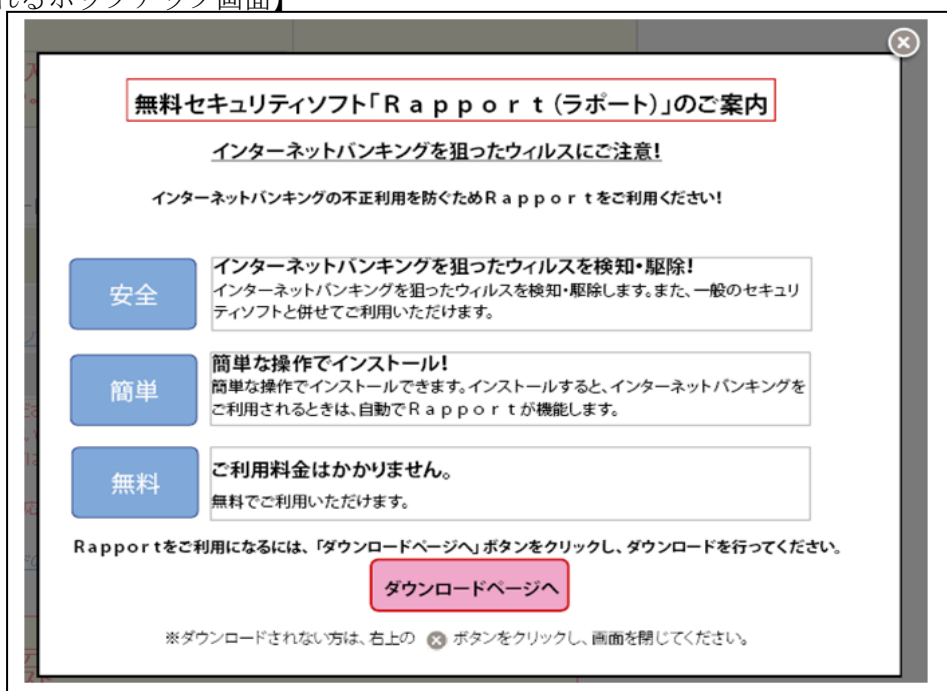 れるポップアップ画面】
無料セキュリティソフト「Ｒａｐｐｏｒｔ（ラポート）」のご案内
インターネットバンキングを狙ったウィルスにご注意！
インターネットバンキングの不正利用を防ぐためＲａｐｐｏｒｔをご利用ください！
安全
インターネットバンキングを狙ったウィルスを検知・駆除！
インターネットバンキングを狙ったウィルスを検知・駆除します。また、一般のセキュリ
ティソフトと併せてご利用いただけます。
簡単
簡単な操作でインストール！
簡単な操作でインストールできます。インストールすると、インターネットバンキングを
ご利用されるときは、自動でＲａｐｐｏｒｔが機能します。
無料
ご利用料金はかかりません。
無料でご利用いただけます。
Ｒａｐｐｏｒｔをご利用になるには、「ダウンロードページへ」ボタンをクリックし、ダウンロードを行ってください。
ダウンロードページへ
※ダウンロードされない方は、右上の ⊗ ボタンをクリックし、画面を閉じてください。